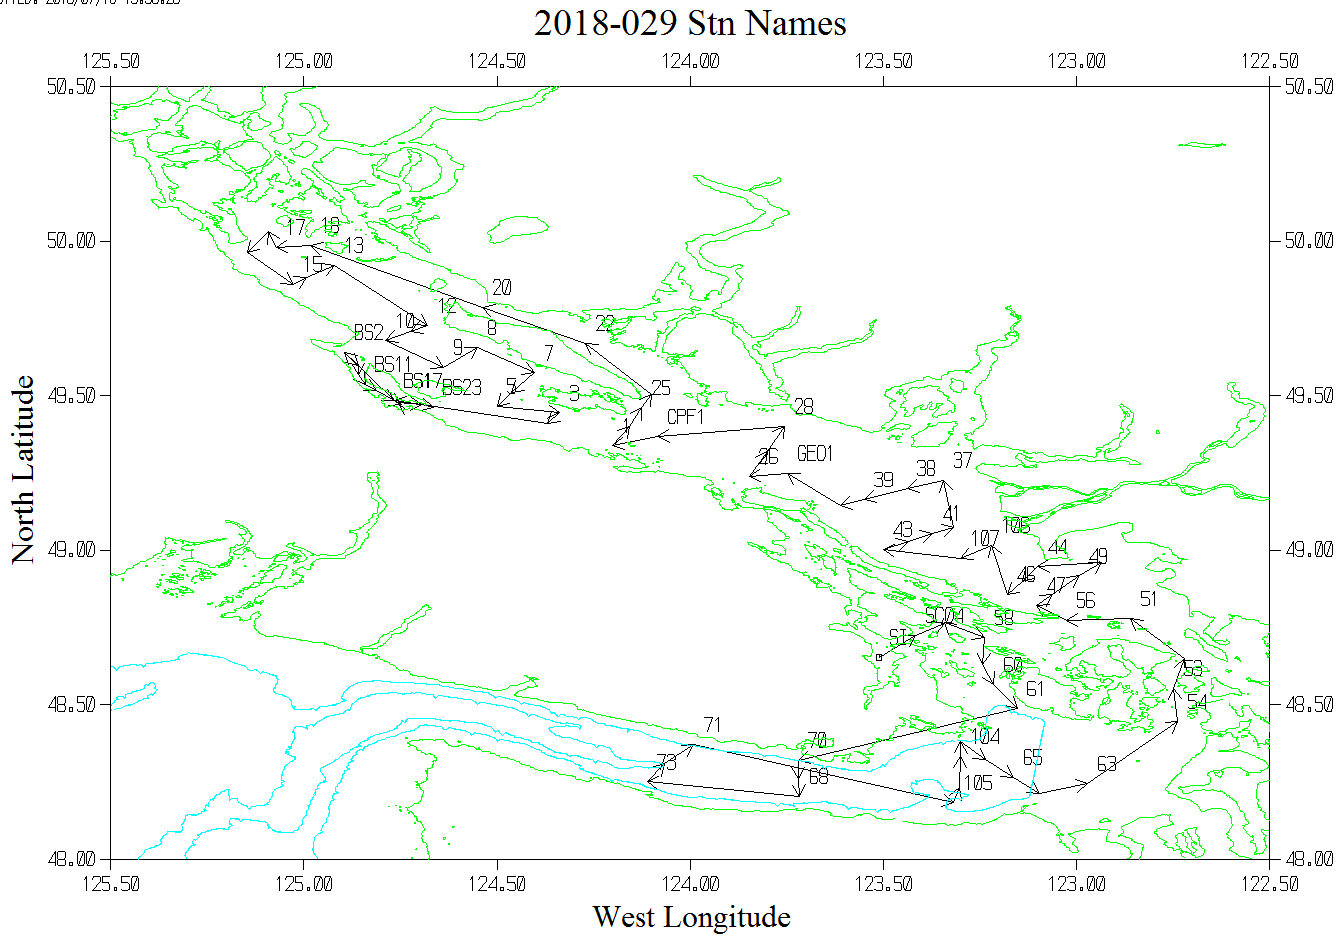 2018-029 Stn Names
125.50 125.00 124.50 124.00 123.50 123.00 122.50
50.50 50.50
17 18
13
50.00 50.00
15
20
12
10
BS2 8 22
9 7
BS11
BS17 BS23 5 3 25
49.50 49.50
1 CPF1 28
GEO1
37
38
39
41
43 107
49.00 44 49 49.00
46
47
56 51
SCO4 58
SI
60 53
61
48.50 54 48.50
71
70 104
73 68 65 63
105
48.00 48.00
125.50 125.00 124.50 124.00 123.50 123.00 122.50
North Latitude
West Longitude